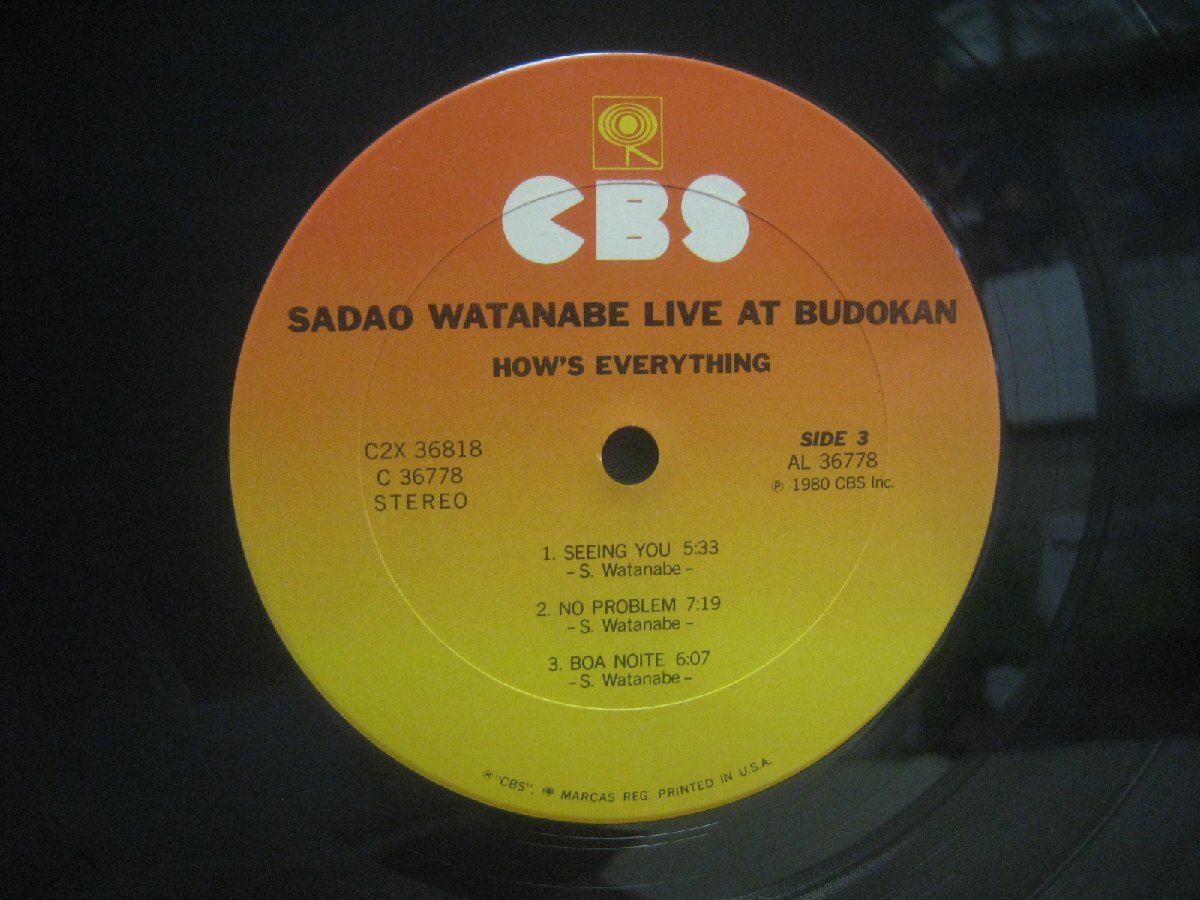 CBS
SADAO WATANABE LIVE AT BUDOKAN
HOW'S EVERYTHING
C2X 36818
C 36778
STEREO
SIDE 3
AL 36778
℗ 1980 CBS Inc.
1. SEEING YOU 5:33
-S. Watanabe-
2. NO PROBLEM 7:19
-S. Watanabe-
3. BOA NOITE 6:07
-S. Watanabe-
®"CBS", MARCAS REG. PRINTED IN U.S.A.